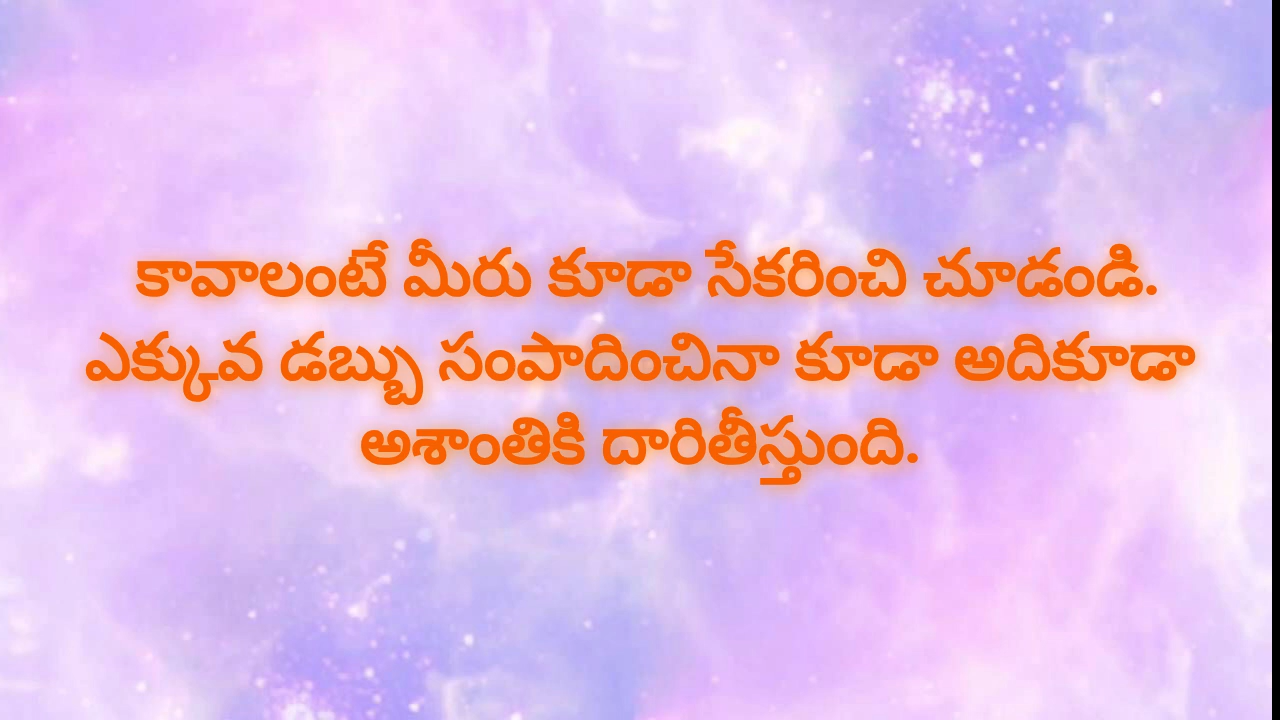 కావాలంటే మీరు కూడా సేకరించి చూడండి.
ఎక్కువ డబ్బు సంపాదించినా కూడా అదికూడా
అశాంతికి దారితీస్తుంది.